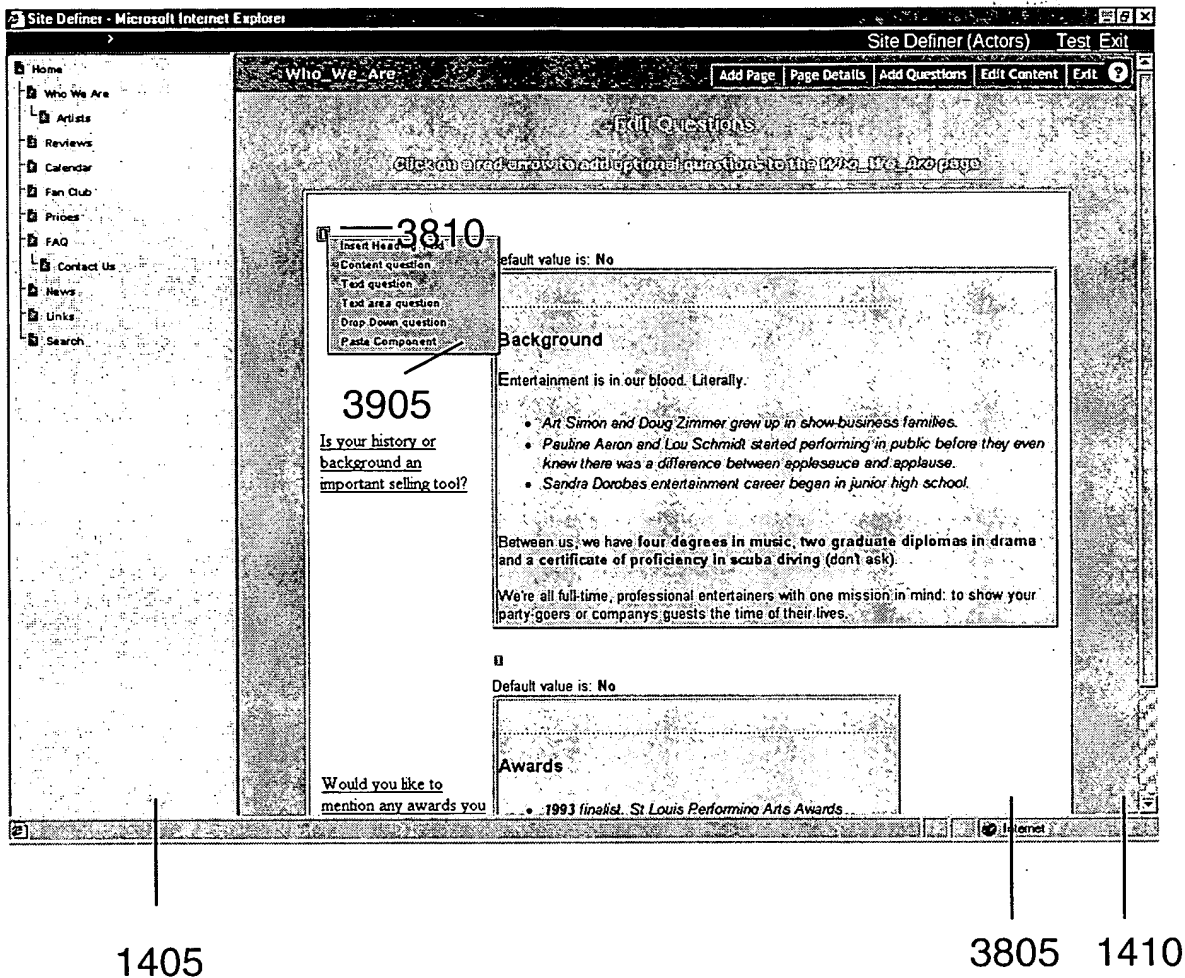 Site Definer - Microsoft Internet Explorer
>
Site Definer (Actors) Test Exit
Home
Who We Are
Artists
Reviews
Calendar
Fan Club
Prices
FAQ
Contact Us
News
Links
Search
Who_We_Are
Add Page Page Details Add Questions Edit Content Exit ?
Edit Questions
Click on a red arrow to add optional questions to the Who_We_Are page
3810
Insert Heading
Content question
Text question
Text area question
Drop Down question
Paste Component
3905
efault value is: No
Background
Entertainment is in our blood. Literally.
• Art Simon and Doug Zimmer grew up in show-business families.
• Pauline Aaron and Lou Schmidt started performing in public before they even
knew there was a difference between applesauce and applause.
• Sandra Dorobas entertainment career began in junior high school.
Is your history or
background an
important selling tool?
Between us, we have four degrees in music, two graduate diplomas in drama
and a certificate of proficiency in scuba diving (don't ask).
We're all full-time, professional entertainers with one mission in mind: to show your
party-goers or companys guests the time of their lives.
Default value is: No
Awards
• 1993 finalist, St Louis Performing Arts Awards
Would you like to
mention any awards you
Internet
1405
3805 1410